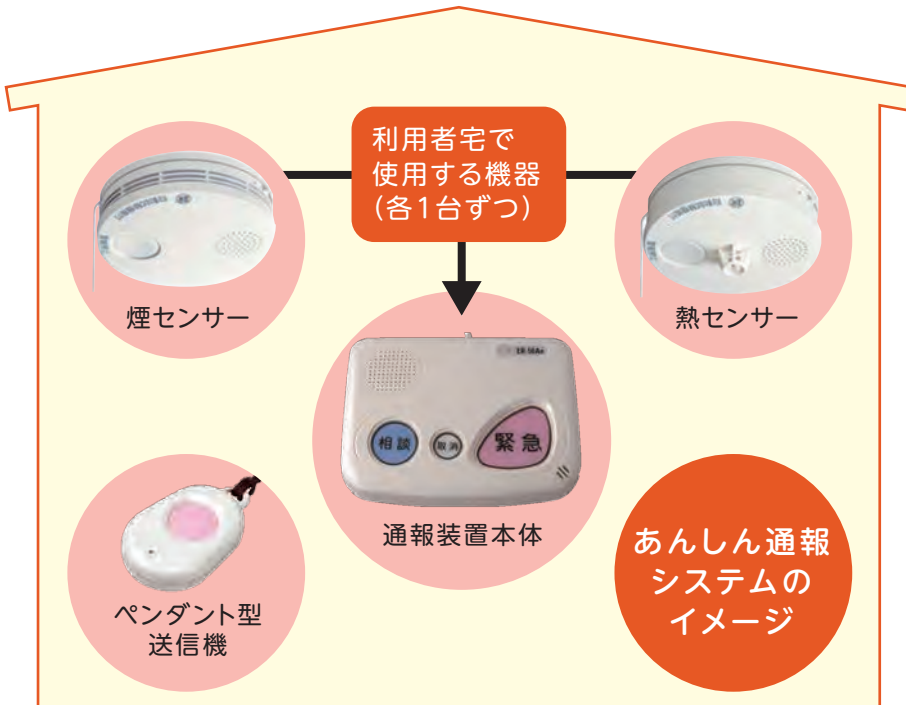 利用者宅で
使用する機器
(各1台ずつ)
煙センサー
熱センサー
相談
取消
緊急
通報装置本体
ペンダント型
送信機
あんしん通報
システムの
イメージ